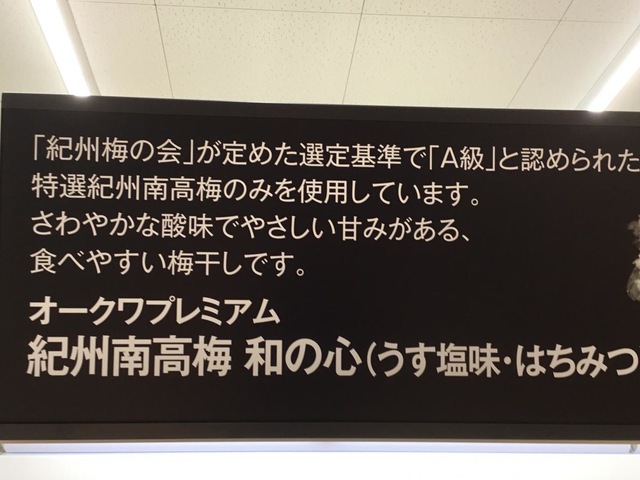 「紀州梅の会」が定めた選定基準で「A級」と認められた
特選紀州南高梅のみを使用しています。
さわやかな酸味でやさしい甘みがある、
食べやすい梅干しです。
オークワプレミアム
紀州南高梅 和の心(うす塩味・はちみつ